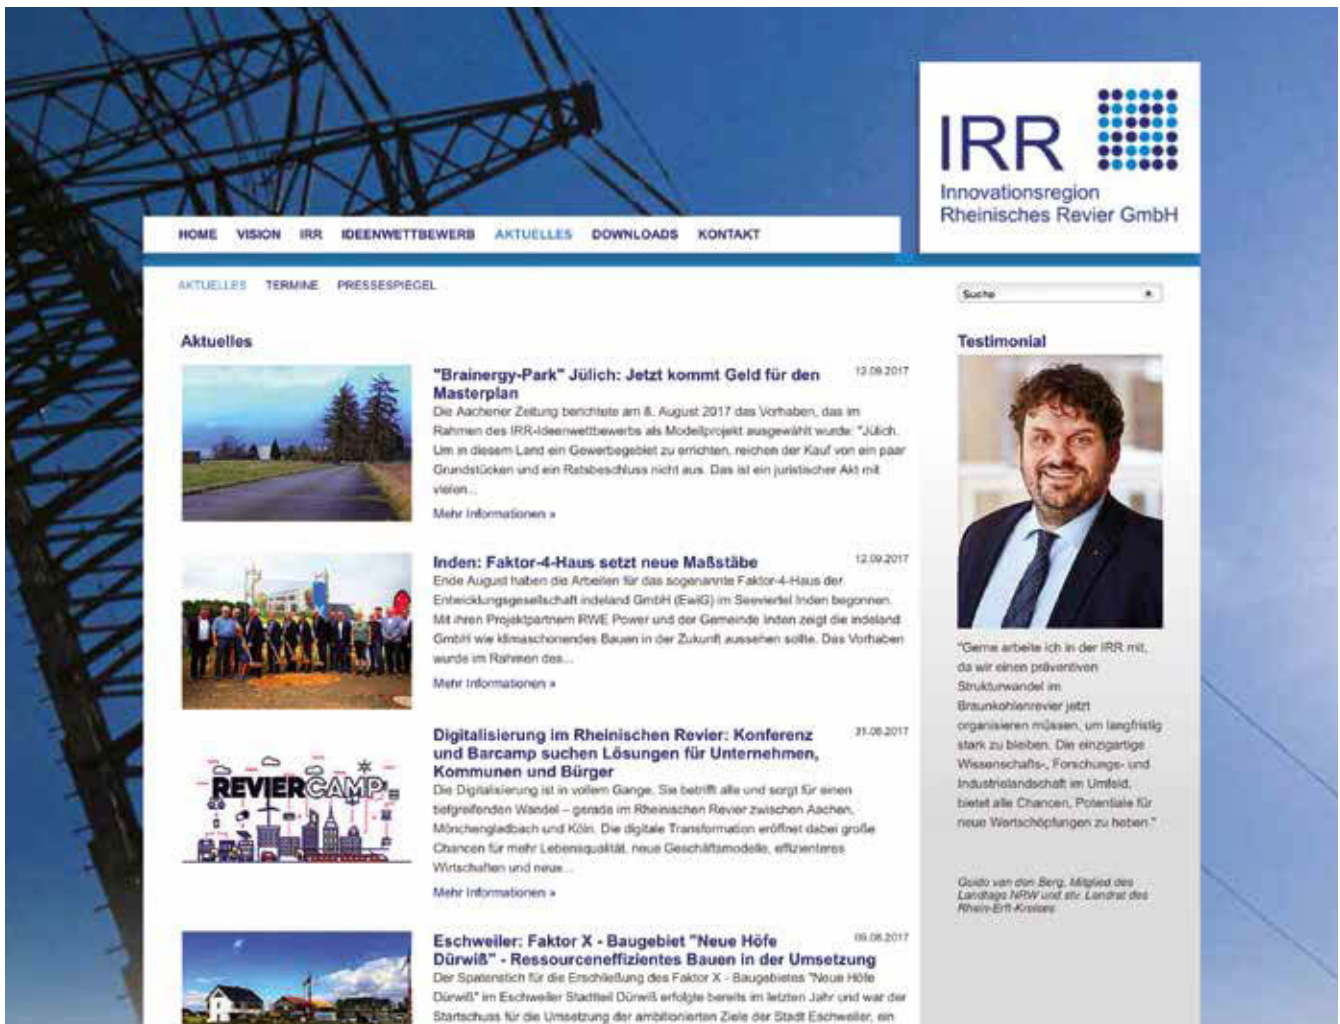 IRR
Innovationsregion
Rheinisches Revier GmbH
HOME VISION IRR IDEENWETTBEWERB AKTUELLES DOWNLOADS KONTAKT
AKTUELLES TERMINE PRESSESPIEGEL
Suche
Aktuelles
"Brainergy-Park" Jülich: Jetzt kommt Geld für den
Masterplan
12.09.2017
Die Aachener Zeitung berichtete am 8. August 2017 das Vorhaben, das im
Rahmen des IRR-Ideenwettbewerbs als Modellprojekt ausgewählt wurde: "Jülich.
Um in diesem Land ein Gewerbegebiet zu errichten, reichen der Kauf von ein paar
Grundstücken und ein Ratsbeschluss nicht aus. Das ist ein juristischer Akt mit
vielen...
Mehr Informationen »
Inden: Faktor-4-Haus setzt neue Maßstäbe
12.09.2017
Ende August haben die Arbeiten für das sogenannte Faktor-4-Haus der
Entwicklungsgesellschaft indeland GmbH (EwiG) im Seeviertel Inden begonnen.
Mit ihren Projektpartnern RWE Power und der Gemeinde Inden zeigt die indeland
GmbH wie klimaschonendes Bauen in der Zukunft aussehen sollte. Das Vorhaben
wurde im Rahmen des...
Mehr Informationen »
REVIERCAMP
Digitalisierung im Rheinischen Revier: Konferenz
und Barcamp suchen Lösungen für Unternehmen,
Kommunen und Bürger
31.08.2017
Die Digitalisierung ist in vollem Gange. Sie betrifft alle und sorgt für einen
tiefgreifenden Wandel – gerade im Rheinischen Revier zwischen Aachen,
Mönchengladbach und Köln. Die digitale Transformation eröffnet dabei große
Chancen für mehr Lebensqualität, neue Geschäftsmodelle, effizienteres
Wirtschaften und neue...
Mehr Informationen »
Eschweiler: Faktor X - Baugebiet "Neue Höfe
Dürwiß" - Ressourceneffizientes Bauen in der Umsetzung
09.08.2017
Der Spatenstich für die Erschließung des Faktor X - Baugebietes "Neue Höfe
Dürwiß" im Eschweiler Stadtteil Dürwiß erfolgte bereits im letzten Jahr und war der
Startschuss für die Umsetzung der ambitionierten Ziele der Stadt Eschweiler, ein
Testimonial
"Gerne arbeite ich in der IRR mit,
da wir einen präventiven
Strukturwandel im
Braunkohlenrevier jetzt
organisieren müssen, um langfristig
stark zu bleiben. Die einzigartige
Wissenschafts-, Forschungs- und
Industrielandschaft im Umfeld,
bietet alle Chancen, Potentiale für
neue Wertschöpfungen zu heben."
Guido van den Berg, Mitglied des
Landtags NRW und stv. Landrat des
Rhein-Erft-Kreises